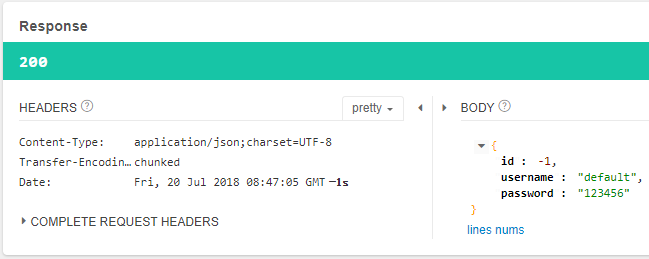 Response
200
HEADERS ?
pretty
Content-Type: application/json;charset=UTF-8
Transfer-Encodin… chunked
Date: Fri, 20 Jul 2018 08:47:05 GMT −1s
COMPLETE REQUEST HEADERS
BODY ?
{
id : -1,
username : "default",
password : "123456"
}
lines nums